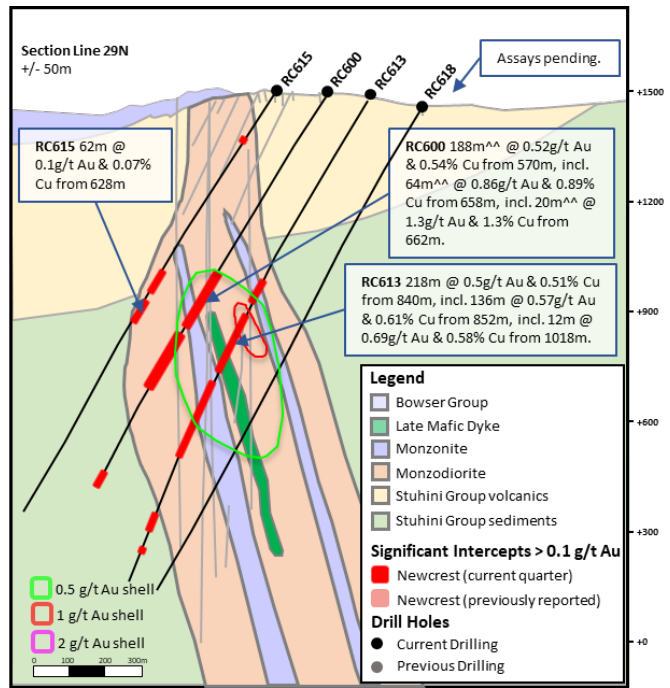 Section Line 29N
+/- 50m
RC615
RC600
RC613
RC618
Assays pending.
+1500
+1200
+900
+600
+300
+0
RC615 62m @
0.1g/t Au & 0.07%
Cu from 628m
RC600 188m^^ @ 0.52g/t Au
& 0.54% Cu from 570m, incl.
64m^^ @ 0.86g/t Au & 0.89%
Cu from 658m, incl. 20m^^ @
1.3g/t Au & 1.3% Cu from
662m.
RC613 218m @ 0.5g/t Au & 0.51% Cu
from 840m, incl. 136m @ 0.57g/t Au
& 0.61% Cu from 852m, incl. 12m @
0.69g/t Au & 0.58% Cu from 1018m.
Legend
Bowser Group
Late Mafic Dyke
Monzonite
Monzodiorite
Stuhini Group volcanics
Stuhini Group sediments
Significant Intercepts > 0.1 g/t Au
Newcrest (current quarter)
Newcrest (previously reported)
Drill Holes
Current Drilling
Previous Drilling
0.5 g/t Au shell
1 g/t Au shell
2 g/t Au shell
0 100 200 300m